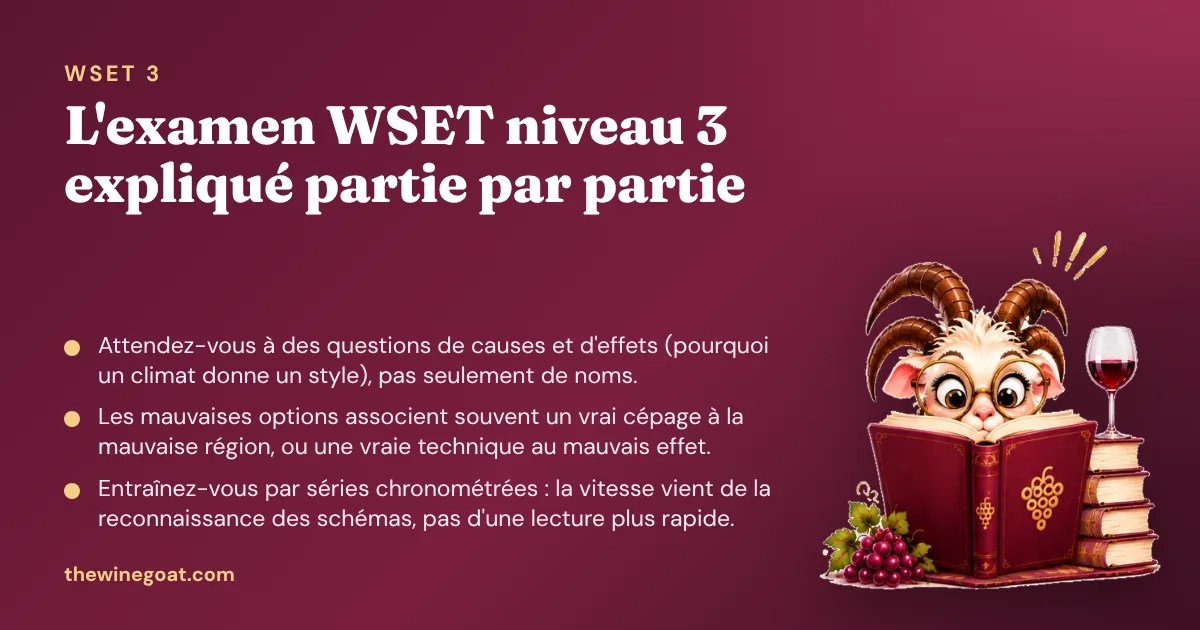 WSET 3
L'examen WSET niveau 3
expliqué partie par partie
Attendez-vous à des questions de causes et d'effets (pourquoi
un climat donne un style), pas seulement de noms.
Les mauvaises options associent souvent un vrai cépage à la
mauvaise région, ou une vraie technique au mauvais effet.
Entraînez-vous par séries chronométrées : la vitesse vient de la
reconnaissance des schémas, pas d'une lecture plus rapide.
thewinegoat.com